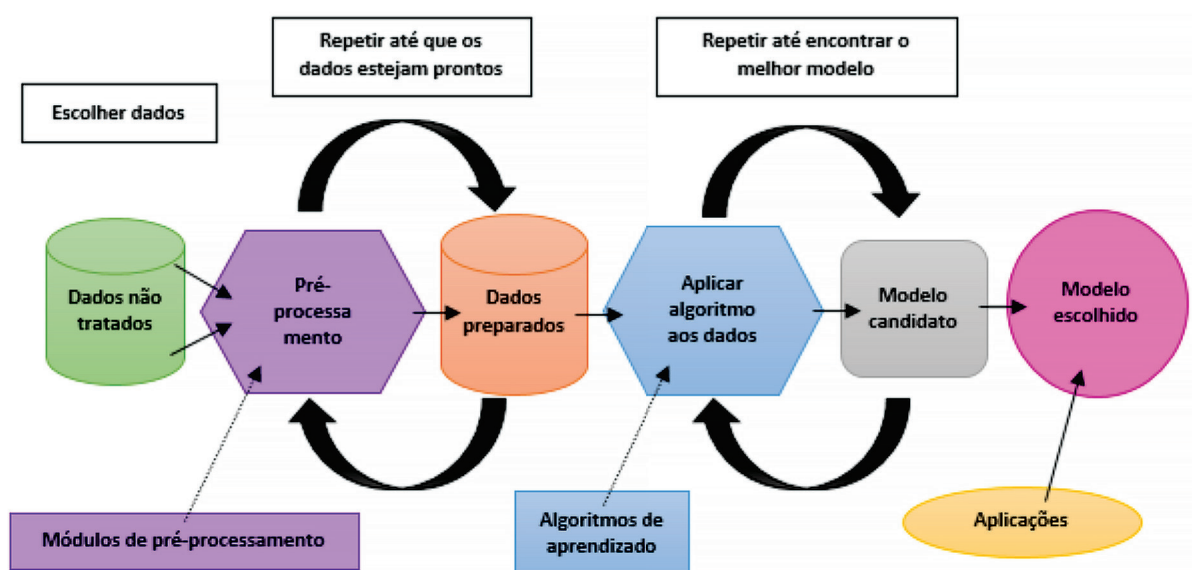 Repetir até que os
dados estejam prontos
Repetir até encontrar o
melhor modelo
Escolher dados
Dados não
tratados
Pré-
processa
mento
Dados
preparados
Aplicar
algoritmo
aos dados
Modelo
candidato
Modelo
escolhido
Módulos de pré-processamento
Algoritmos de
aprendizado
Aplicações